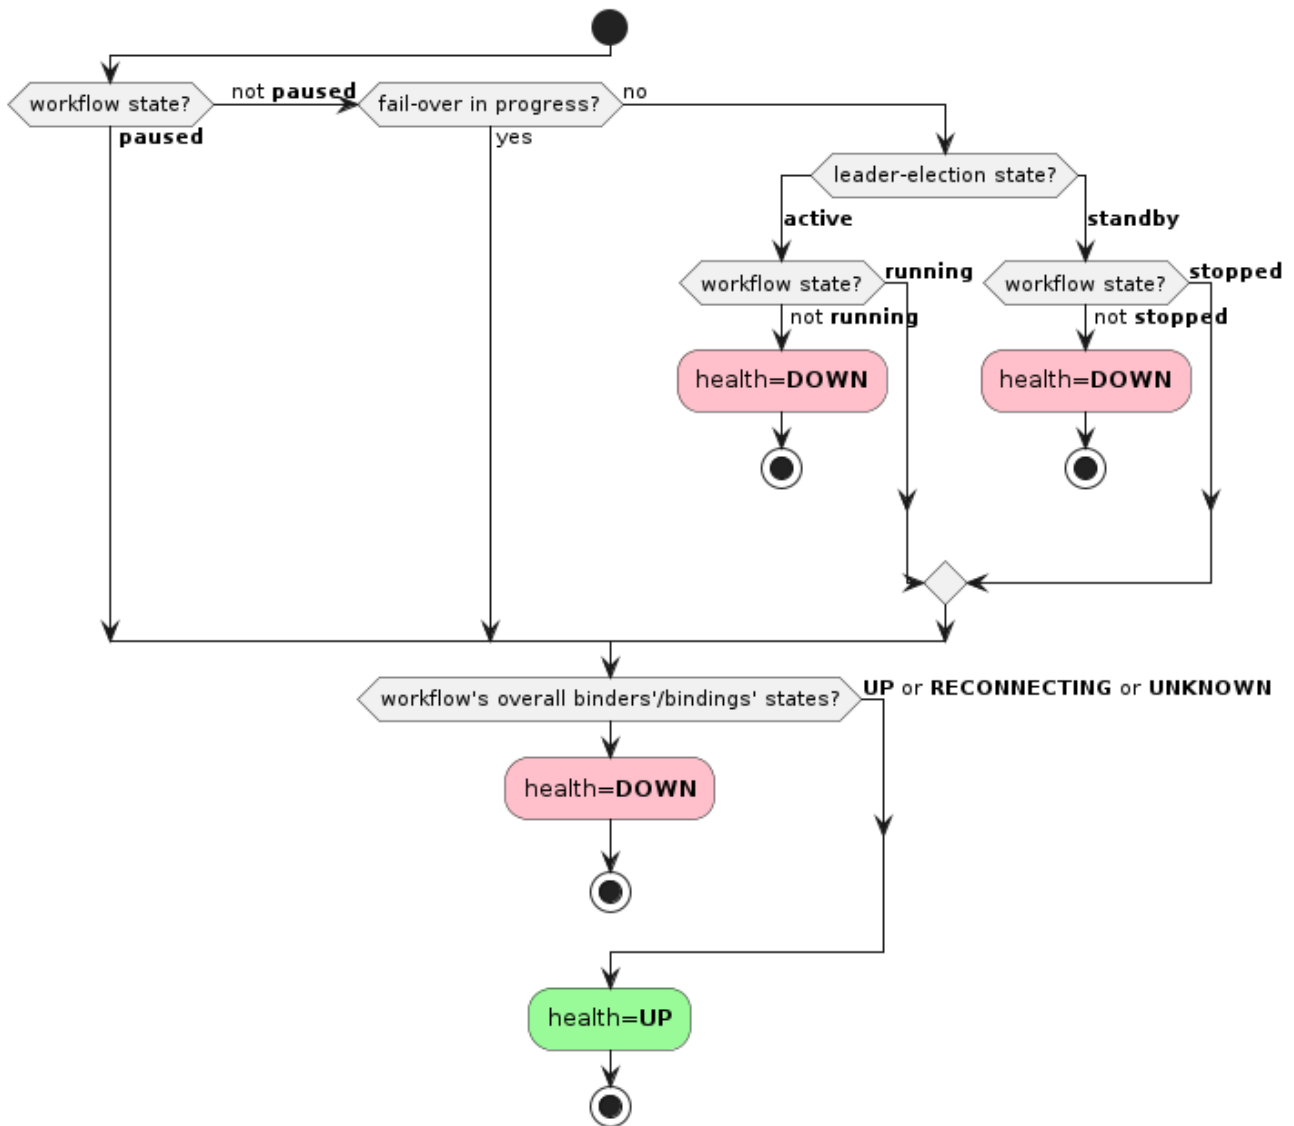 workflow state?
not paused
fail-over in progress?
no
paused
yes
leader-election state?
active
standby
workflow state?
running
workflow state?
stopped
not running
not stopped
health=DOWN
health=DOWN
workflow's overall binders'/bindings' states?
UP or RECONNECTING or UNKNOWN
health=DOWN
health=UP